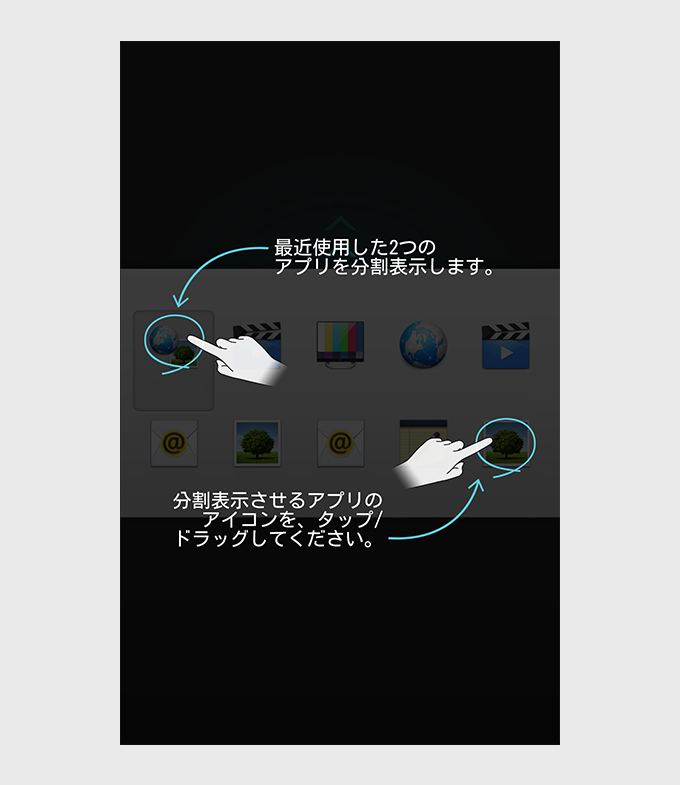 最近使用した2つの
アプリを分割表示します。
分割表示させるアプリの
アイコンを、タップ/
ドラッグしてください。